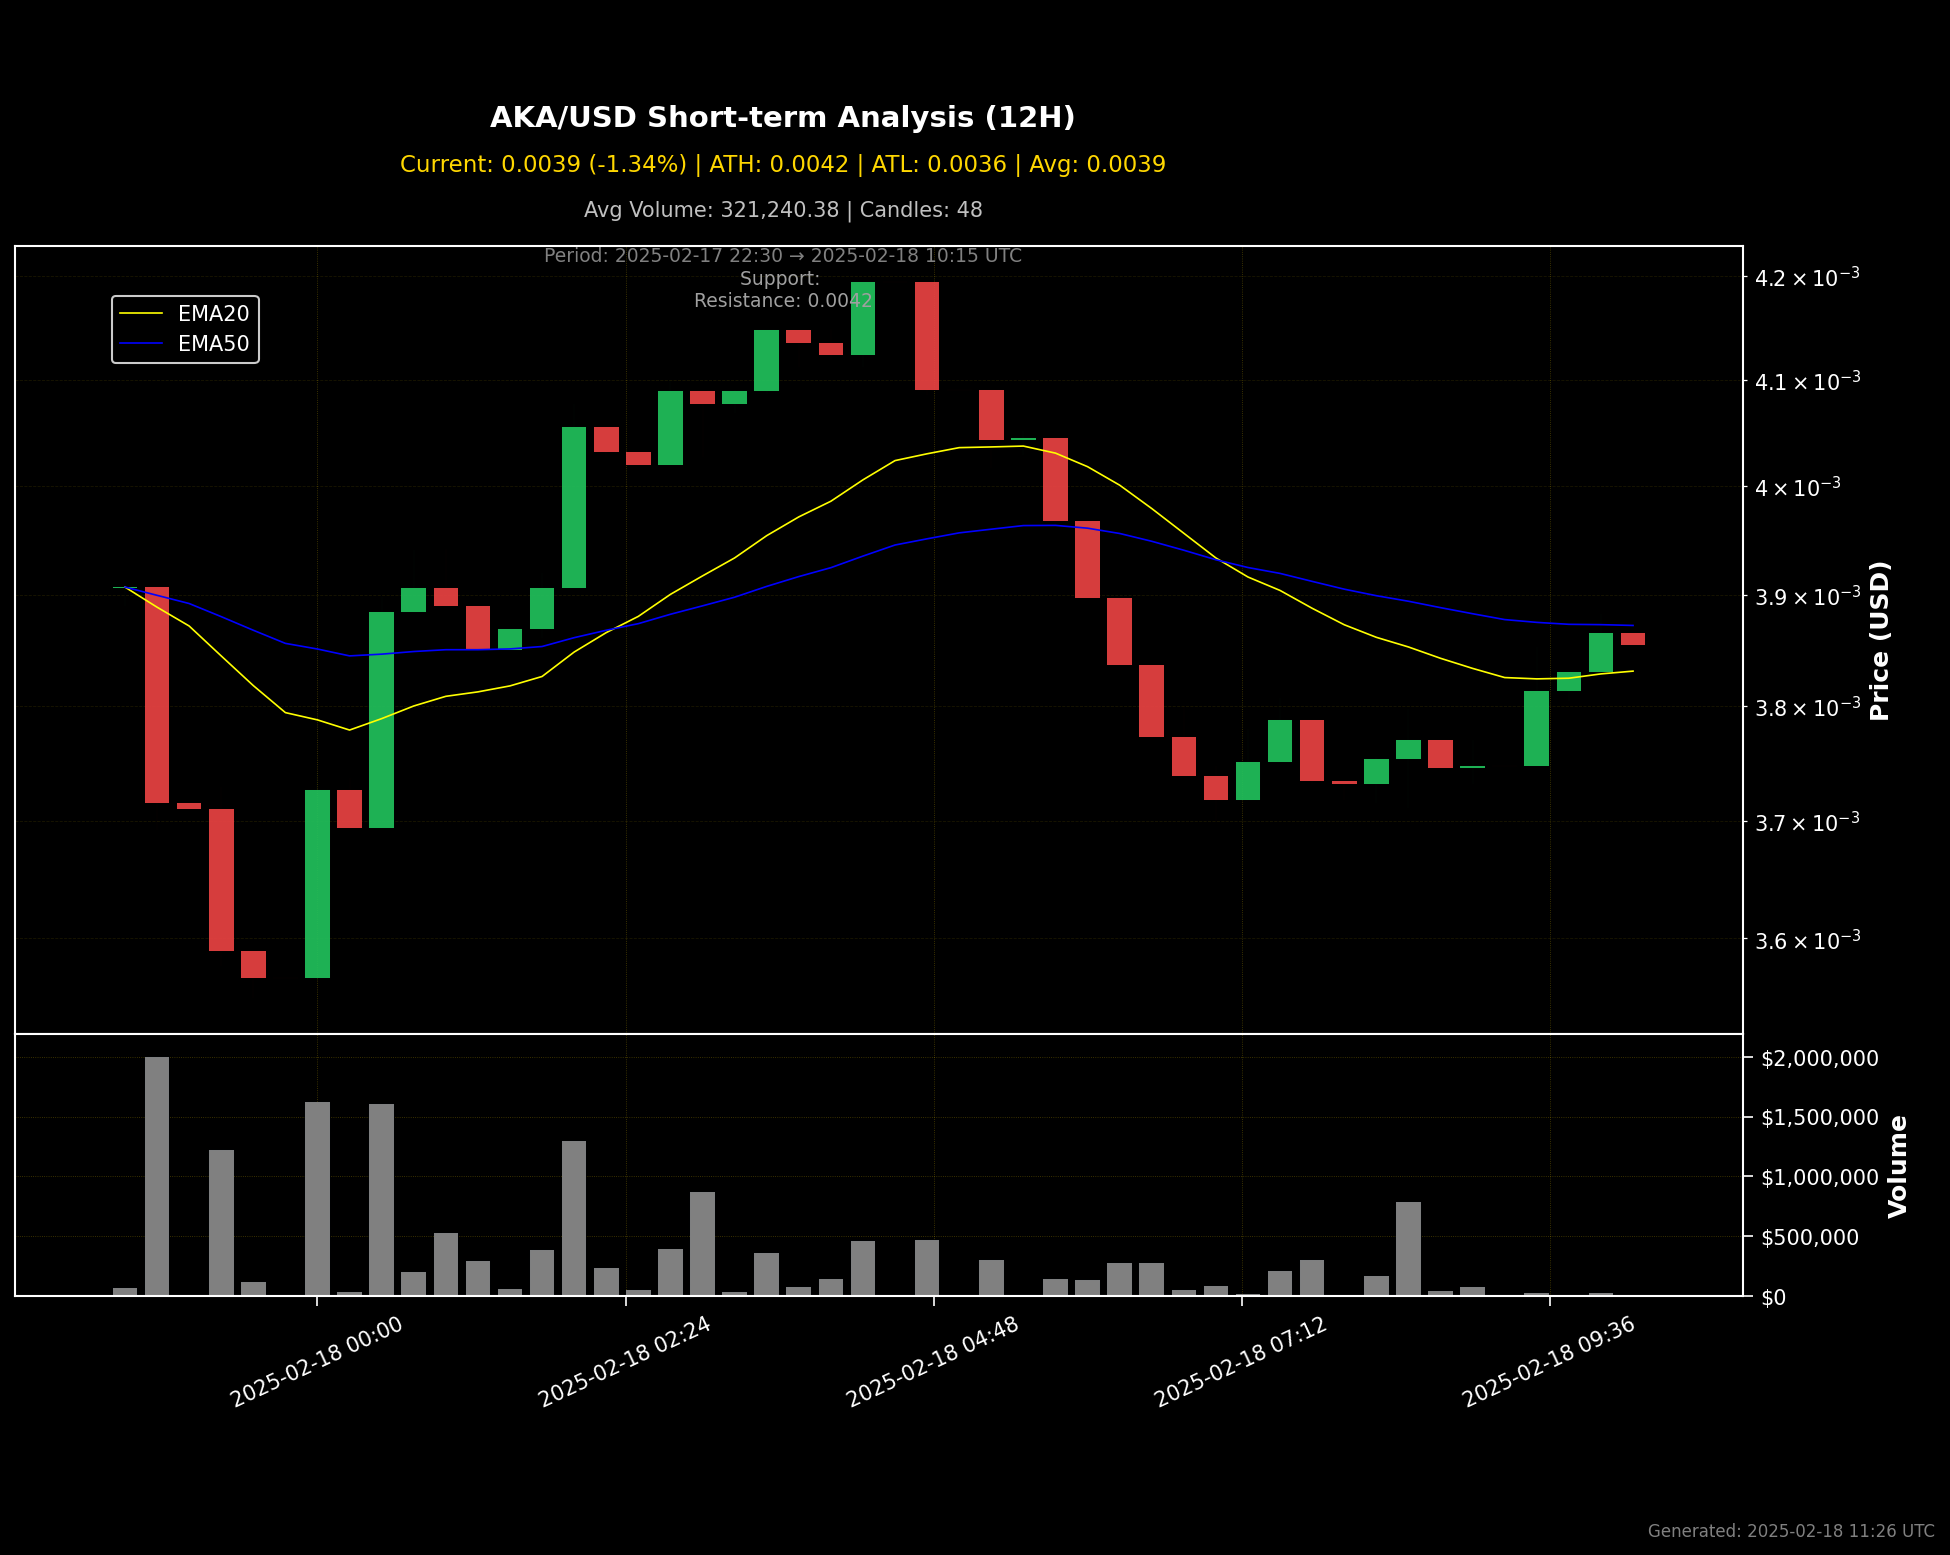 AKA/USD Short-term Analysis (12H)
Current: 0.0039 (-1.34%) | ATH: 0.0042 | ATL: 0.0036 | Avg: 0.0039
Avg Volume: 321,240.38 | Candles: 48
Period: 2025-02-17 22:30 → 2025-02-18 10:15 UTC
Support:
Resistance: 0.0042
EMA20
EMA50
4.2 × 10⁻³
4.1 × 10⁻³
4 × 10⁻³
3.9 × 10⁻³
3.8 × 10⁻³
3.7 × 10⁻³
3.6 × 10⁻³
Price (USD)
$2,000,000
$1,500,000
$1,000,000
$500,000
$0
Volume
2025-02-18 00:00
2025-02-18 02:24
2025-02-18 04:48
2025-02-18 07:12
2025-02-18 09:36
Generated: 2025-02-18 11:26 UTC